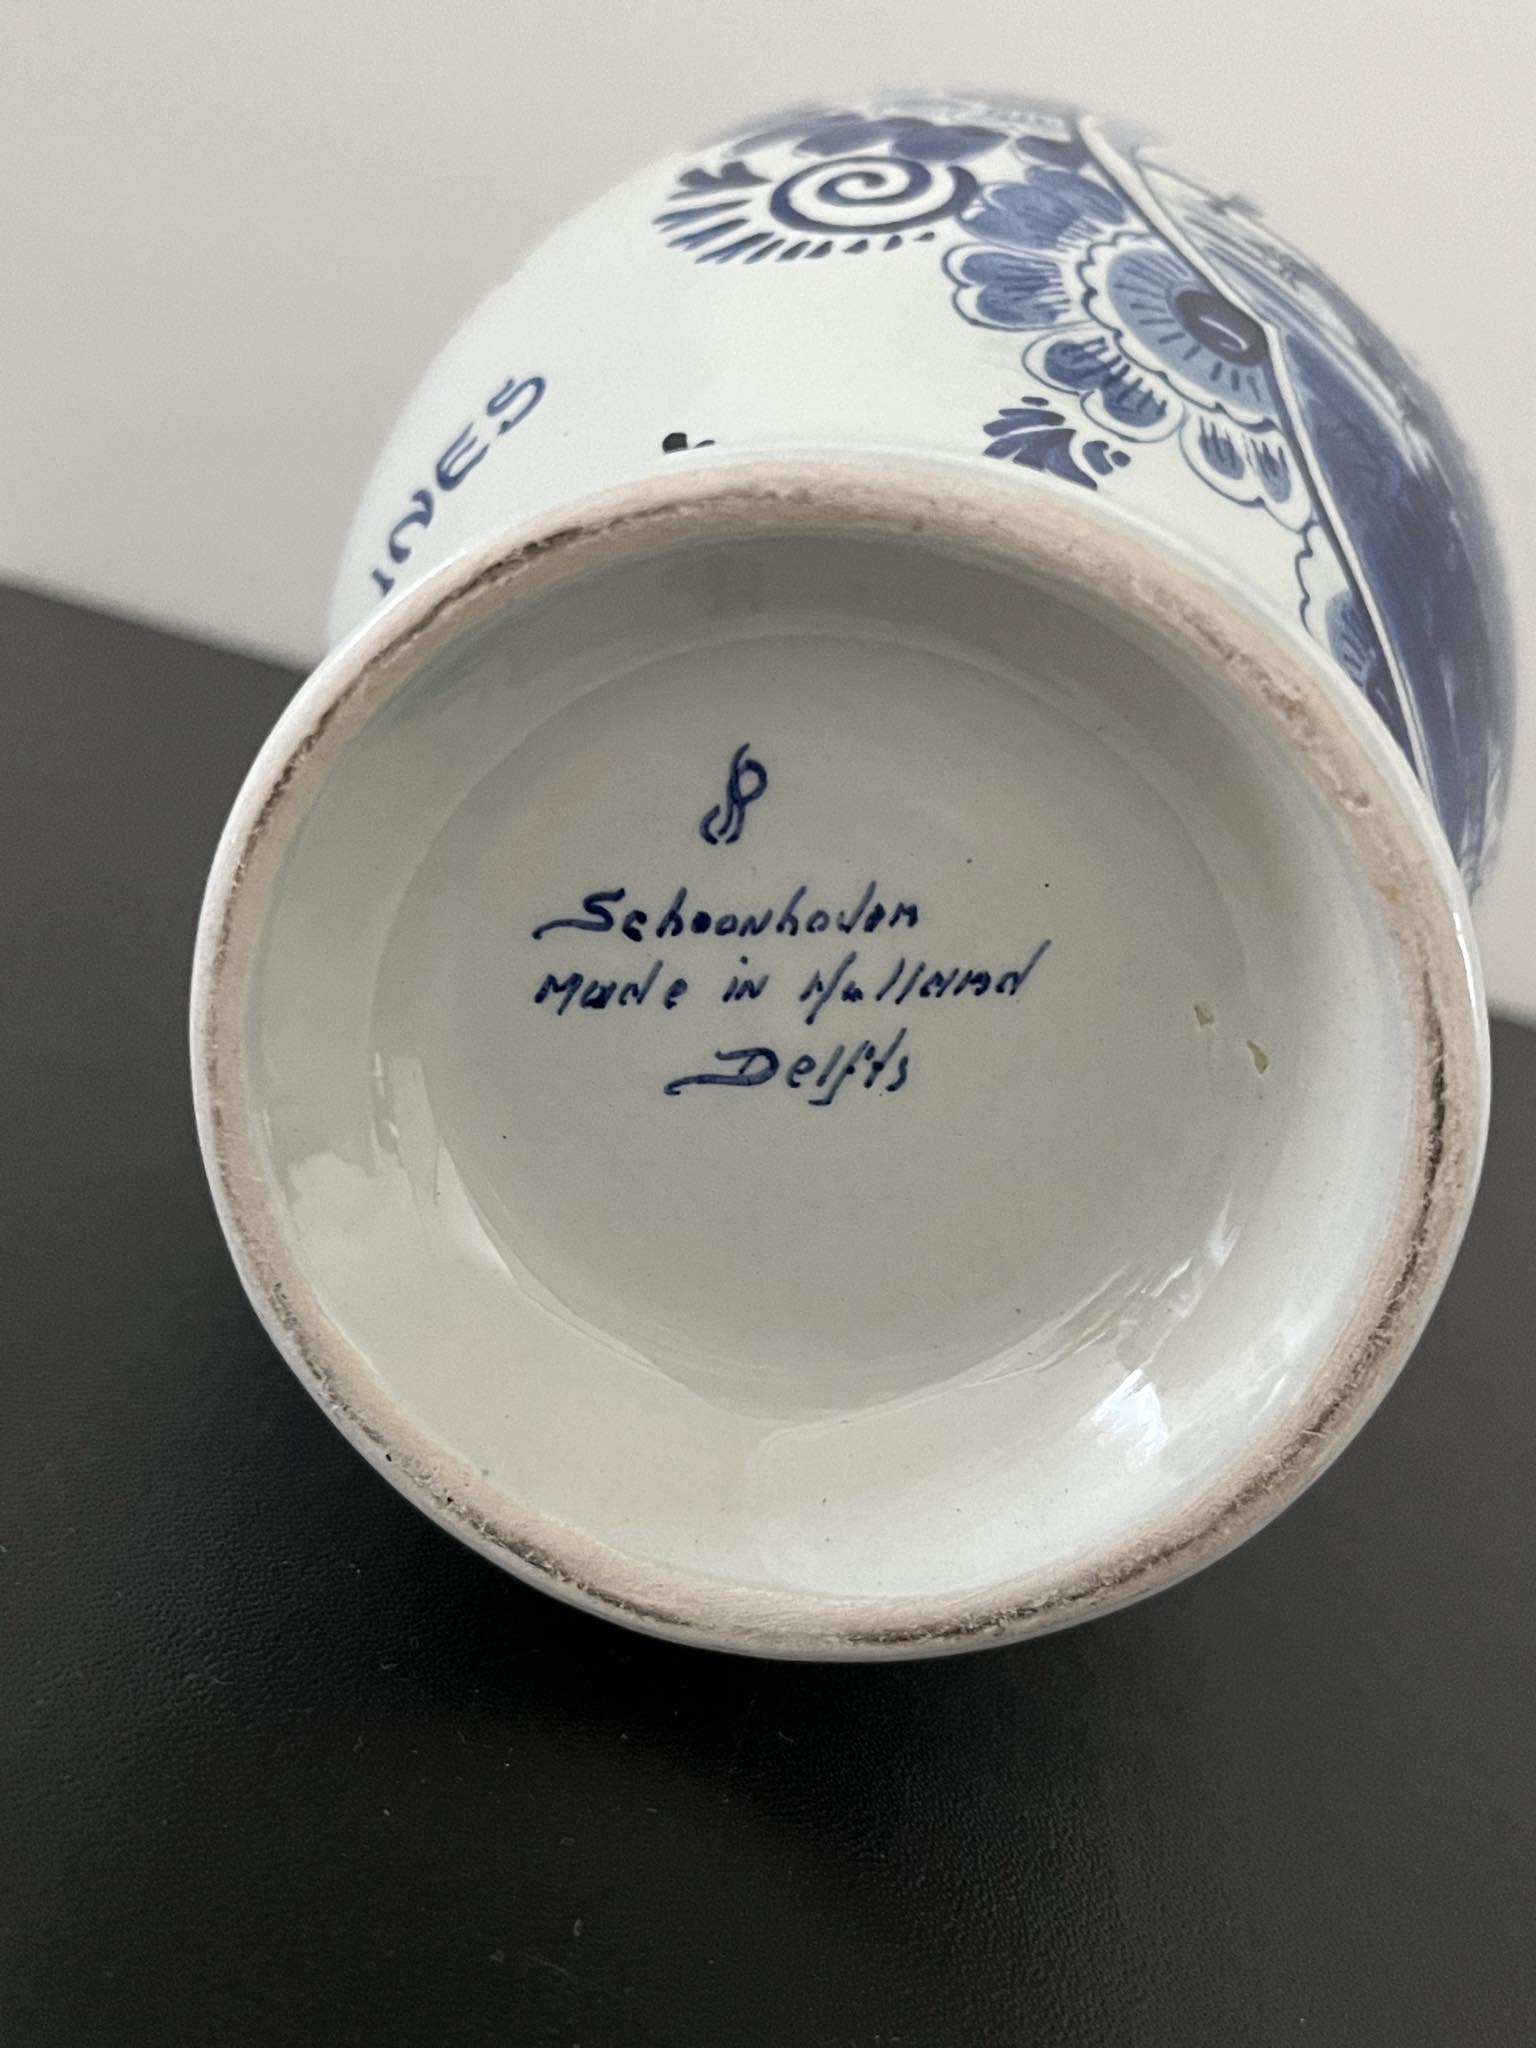 INES
Schoonhoven
Made in Holland
Delfts